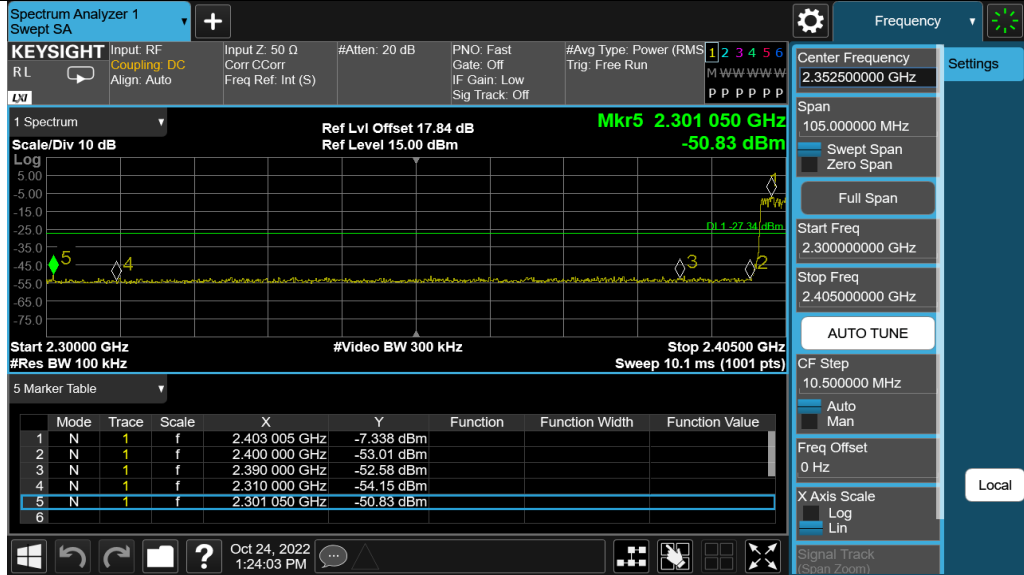 Spectrum Analyzer 1
Swept SA
+
Frequency
KEYSIGHT
R L
LXI
Input: RF
Coupling: DC
Align: Auto
Input Z: 50 Ω
Corr CCorr
Freq Ref: Int (S)
#Atten: 20 dB
PNO: Fast
Gate: Off
IF Gain: Low
Sig Track: Off
#Avg Type: Power (RMS
Trig: Free Run
1 2 3 4 5 6
M W W W W W
P P P P P P
1 Spectrum
Scale/Div 10 dB
Log
Ref Lvl Offset 17.84 dB
Ref Level 15.00 dBm
Mkr5 2.301 050 GHz
-50.83 dBm
5.00
-5.00
-15.0
-25.0
-35.0
-45.0
-55.0
-65.0
-75.0
1
DL1 -27.34 dBm
5
4
3
2
Start 2.30000 GHz
#Res BW 100 kHz
#Video BW 300 kHz
Stop 2.40500 GHz
Sweep 10.1 ms (1001 pts)
5 Marker Table
Mode Trace Scale X Y Function Function Width Function Value
1 N 1 f 2.403 005 GHz -7.338 dBm
2 N 1 f 2.400 000 GHz -53.01 dBm
3 N 1 f 2.390 000 GHz -52.58 dBm
4 N 1 f 2.310 000 GHz -54.15 dBm
5 N 1 f 2.301 050 GHz -50.83 dBm
6
?
Oct 24, 2022
1:24:03 PM
Center Frequency
2.352500000 GHz
Span
105.000000 MHz
Swept Span
Zero Span
Full Span
Start Freq
2.300000000 GHz
Stop Freq
2.405000000 GHz
AUTO TUNE
CF Step
10.500000 MHz
Auto
Man
Freq Offset
0 Hz
X Axis Scale
Log
Lin
Signal Track
(Span Zoom)
Settings
Local